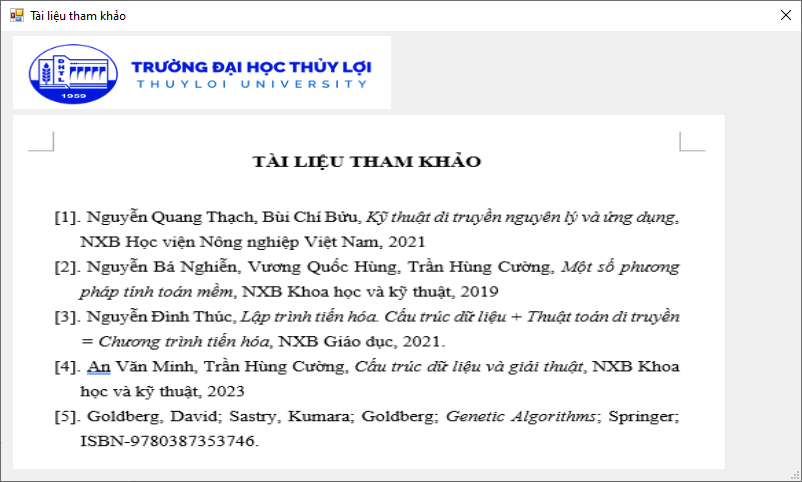 Tài liệu tham khảo
ĐHTL
1959
TRƯỜNG ĐẠI HỌC THỦY LỢI
THUYLOI UNIVERSITY
TÀI LIỆU THAM KHẢO
[1]. Nguyễn Quang Thạch, Bùi Chí Bửu, Kỹ thuật di truyền nguyên lý và ứng dụng,
NXB Học viện Nông nghiệp Việt Nam, 2021
[2]. Nguyễn Bá Nghiễn, Vương Quốc Hùng, Trần Hùng Cường, Một số phương
pháp tính toán mềm, NXB Khoa học và kỹ thuật, 2019
[3]. Nguyễn Đình Thúc, Lập trình tiến hóa. Cấu trúc dữ liệu + Thuật toán di truyền
= Chương trình tiến hóa, NXB Giáo dục, 2021.
[4]. An Văn Minh, Trần Hùng Cường, Cấu trúc dữ liệu và giải thuật, NXB Khoa
học và kỹ thuật, 2023
[5]. Goldberg, David; Sastry, Kumara; Goldberg; Genetic Algorithms; Springer;
ISBN-9780387353746.